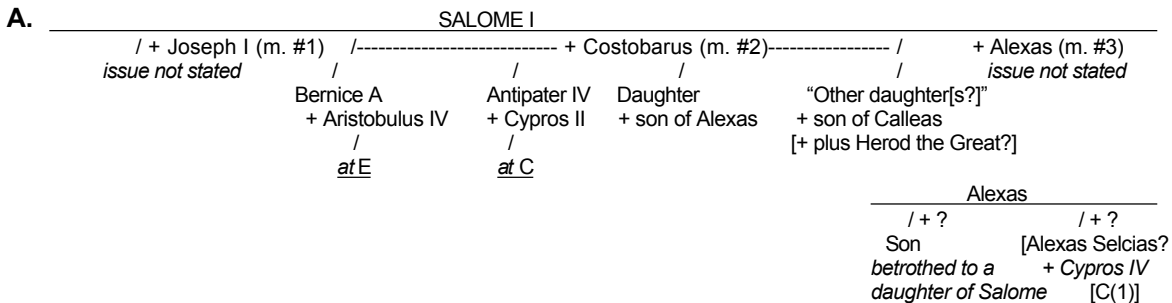 A. SALOME I
/ + Joseph I (m. #1) /---------------------------- + Costobarus (m. #2)----------------- / + Alexas (m. #3)
issue not stated / / / / issue not stated
Bernice A Antipater IV Daughter "Other daughter[s?]"
+ Aristobulus IV + Cypros II + son of Alexas + son of Calleas
/ / [+ plus Herod the Great?]
at E at C
Alexas
/ + ? / + ?
Son [Alexas Selcias?
betrothed to a + Cypros IV
daughter of Salome [C(1)]